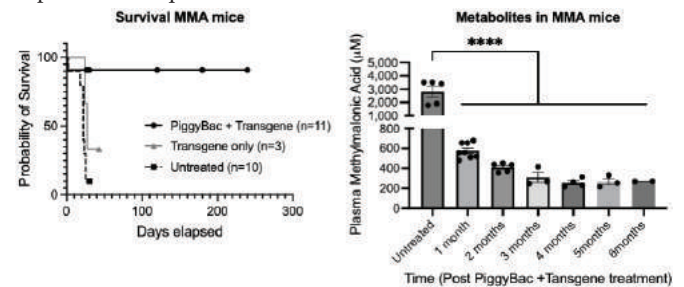 Survival MMA mice
Probability of Survival
100
50
0
0
100
200
300
Days elapsed
PiggyBac + Transgene (n=11)
Transgene only (n=3)
Untreated (n=10)
Metabolites in MMA mice
****
Plasma Methylmalonic Acid (μM)
5,000
4,000
3,000
2,000
1,000
800
600
400
200
0
Untreated
1 month
2 months
3 months
4 months
5months
6months
Time (Post PiggyBac +Tansgene treatment)